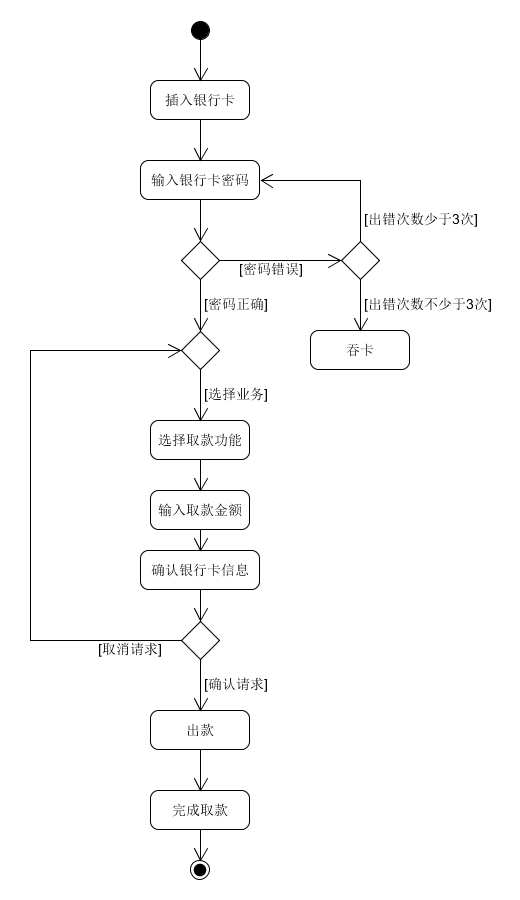 插入银行卡
输入银行卡密码
[出错次数少于3次]
[密码错误]
[密码正确]
[出错次数不少于3次]
吞卡
[选择业务]
选择取款功能
输入取款金额
确认银行卡信息
[取消请求]
[确认请求]
出款
完成取款